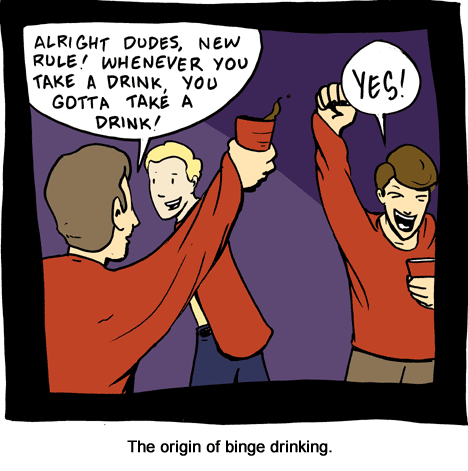 ALRIGHT DUDES, NEW
RULE! WHENEVER YOU
TAKE A DRINK, YOU
GOTTA TAKE A
DRINK!
YES!
The origin of binge drinking.